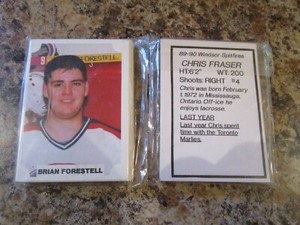 BRIAN FORESTELL
BRIAN FORESTELL
89-90 Windsor Spitfires
CHRIS FRASER
HT:6'2" WT: 200
Shoots: RIGHT #4
Chris was born February
1, 1972 in Mississauga,
Ontario. Off-ice he
enjoys lacrosse.
LAST YEAR
Last year Chris spent
time with the Toronto
Marlies.